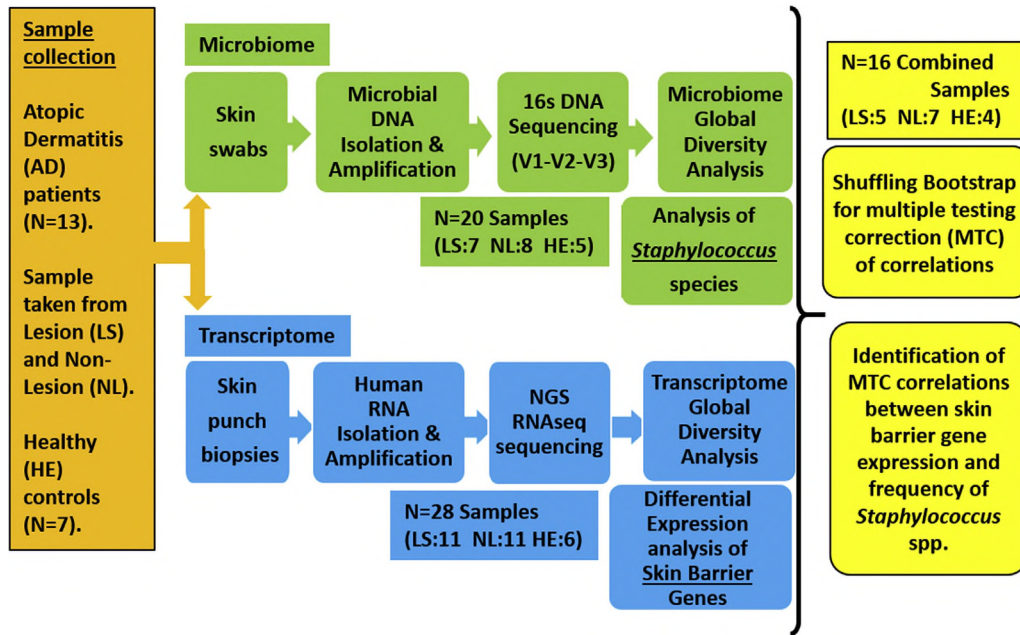 Sample
collection
Atopic
Dermatitis
(AD)
patients
(N=13).
Sample
taken from
Lesion (LS)
and Non-
Lesion (NL).
Healthy
(HE)
controls
(N=7).
Microbiome
Skin
swabs
Microbial
DNA
Isolation &
Amplification
16s DNA
Sequencing
(V1-V2-V3)
Microbiome
Global
Diversity
Analysis
N=20 Samples
(LS:7 NL:8 HE:5)
Analysis of
Staphylococcus
species
Transcriptome
Skin
punch
biopsies
Human
RNA
Isolation &
Amplification
NGS
RNAseq
sequencing
Transcriptome
Global
Diversity
Analysis
N=28 Samples
(LS:11 NL:11 HE:6)
Differential
Expression
analysis of
Skin Barrier
Genes
N=16 Combined
Samples
(LS:5 NL:7 HE:4)
Shuffling Bootstrap
for multiple testing
correction (MTC)
of correlations
Identification of
MTC correlations
between skin
barrier gene
expression and
frequency of
Staphylococcus
spp.